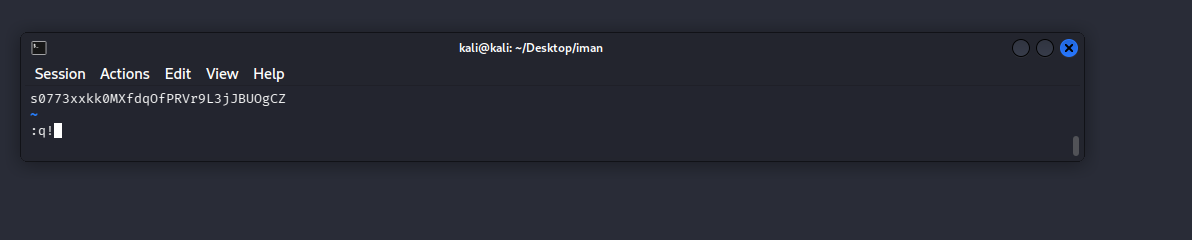 kali@kali: ~/Desktop/iman
Session Actions Edit View Help
s0773xxkk0MXfdqOfPRVr9L3jJBUOgCZ
~
:q!